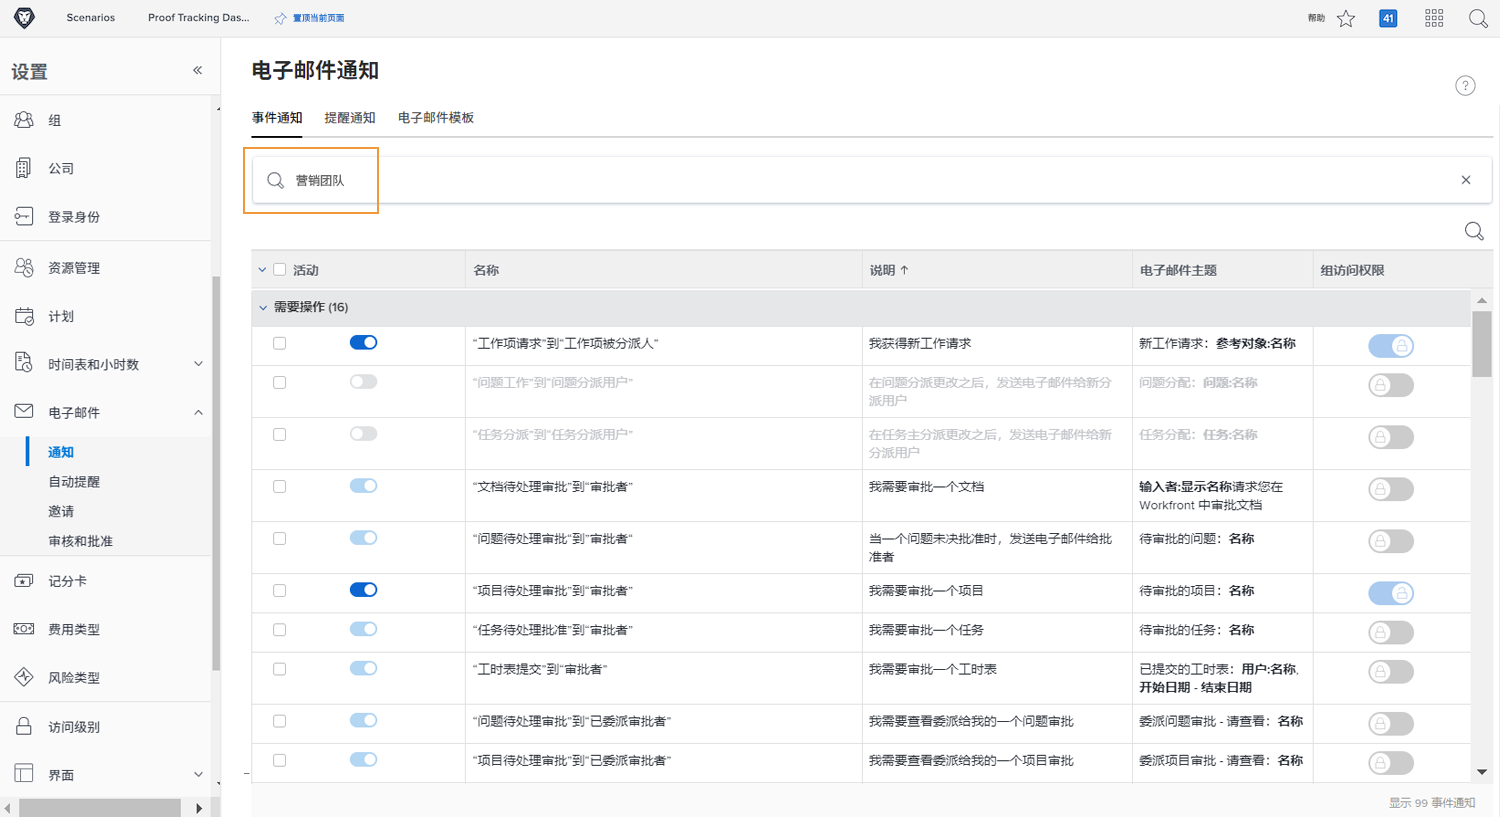 Scenarios
Proof Tracking Das...
置顶当前页面
帮助
41
设置
组
公司
登录身份
资源管理
计划
时间表和小时数
电子邮件
通知
自动提醒
邀请
审核和批准
记分卡
费用类型
风险类型
访问级别
界面
电子邮件通知
?
事件通知 提醒通知 电子邮件模板
营销团队
活动 名称 说明 ↑ 电子邮件主题 组访问权限
需要操作 (16)
“工作项请求”到“工作项被分派人” 我获得新工作请求 新工作请求：参考对象:名称
“问题工作”到“问题分派用户” 在问题分派更改之后，发送电子邮件给新分 问题分配：问题:名称
派用户
“任务分派”到“任务分派用户” 在任务主分派更改之后，发送电子邮件给新 任务分配：任务:名称
分派用户
“文档待处理审批”到“审批者” 我需要审批一个文档 输入者:显示名称请求您在
Workfront 中审批文档
“问题待处理审批”到“审批者” 当一个问题未决批准时，发送电子邮件给批 待审批的问题：名称
准者
“项目待处理审批”到“审批者” 我需要审批一个项目 待审批的项目：名称
“任务待处理批准”到“审批者” 我需要审批一个任务 待审批的任务：名称
“工时表提交”到“审批者” 我需要审批一个工时表 已提交的工时表：用户:名称,
开始日期 - 结束日期
“问题待处理审批”到“已委派审批者” 我需要查看委派给我的一个问题审批 委派问题审批 - 请查看：名称
“项目待处理审批”到“已委派审批者” 我需要查看委派给我的一个项目审批 委派项目审批 - 请查看：名称
显示 99 事件通知